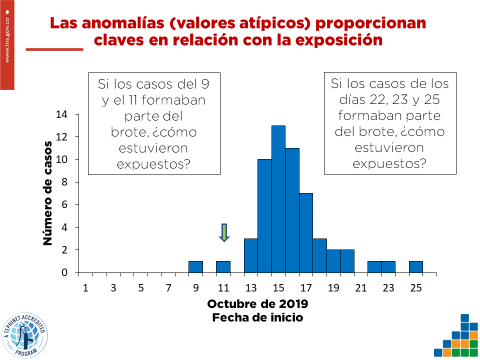 www.ins.gov.co
Las anomalías (valores atípicos) proporcionan
claves en relación con la exposición
Si los casos del 9
y el 11 formaban
parte del
brote, ¿cómo
estuvieron
expuestos?
Si los casos de los
días 22, 23 y 25
formaban parte
del brote, ¿cómo
estuvieron
expuestos?
Número de casos
14
12
10
8
6
4
2
0
1 3 5 7 9 11 13 15 17 19 21 23 25
Octubre de 2019
Fecha de inicio
A TEPHINET ACCREDITED
PROGRAM